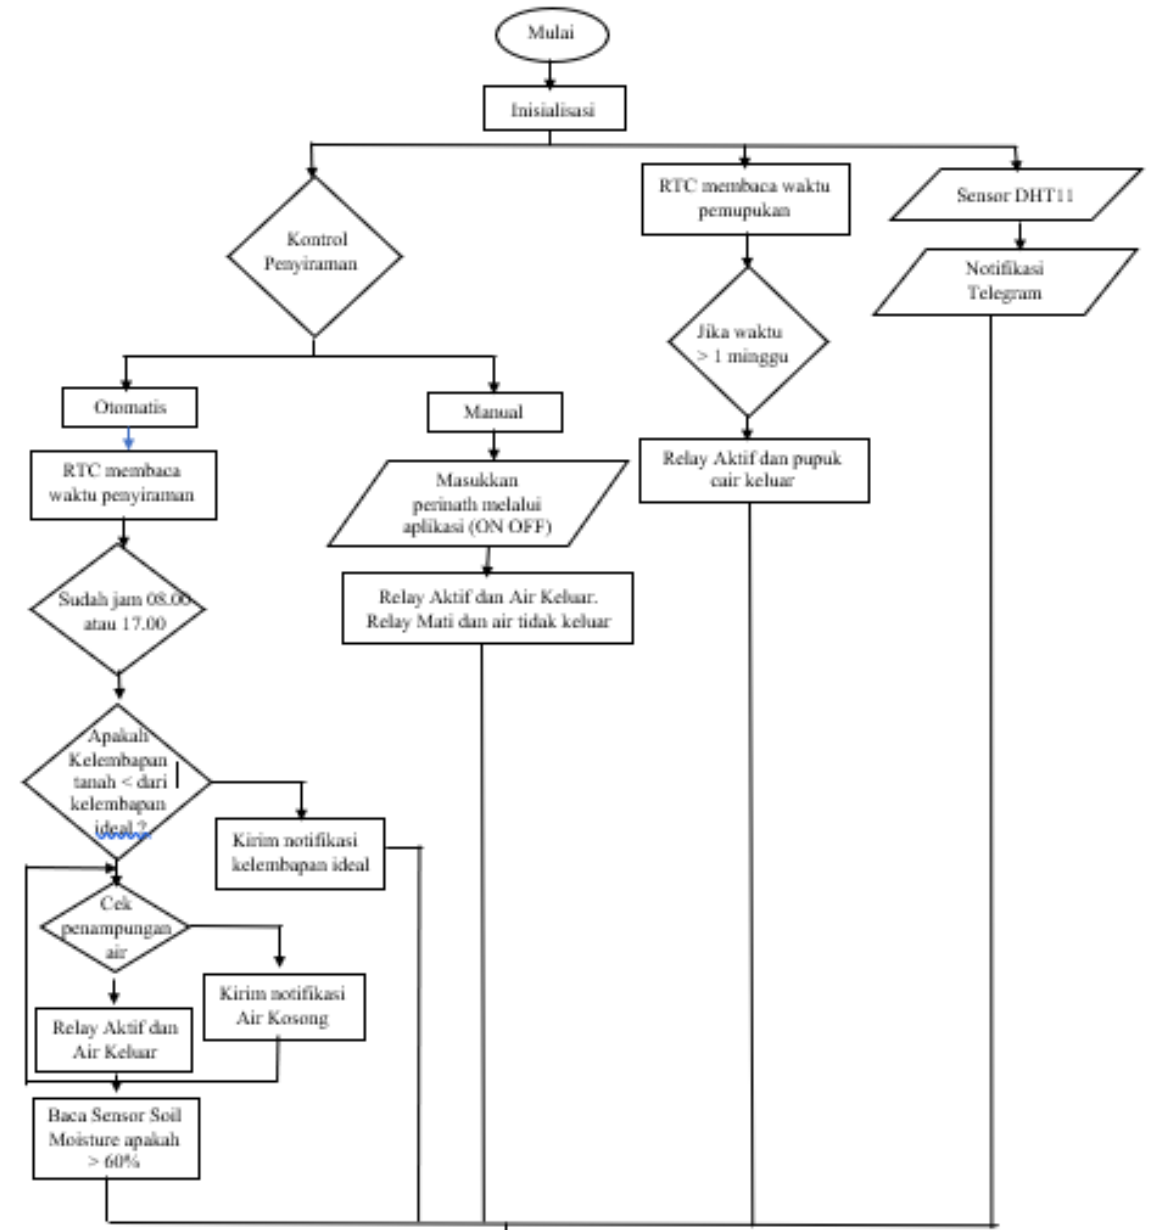 Mulai
Inisialisasi
Kontrol
Penyiraman
RTC membaca waktu
pemupukan
Sensor DHT11
Notifikasi
Telegram
Jika waktu
> 1 minggu
Otomatis
Manual
RTC membaca
waktu penyiraman
Masukkan
perinath melalui
aplikasi (ON OFF)
Relay Aktif dan pupuk
cair keluar
Sudah jam 08.00
atau 17.00
Relay Aktif dan Air Keluar.
Relay Mati dan air tidak keluar
Apakah
Kelembapan
tanah < dari
kelembapan
ideal ?
Kirim notifikasi
kelembapan ideal
Cek
penampungan
air
Kirim notifikasi
Air Kosong
Relay Aktif dan
Air Keluar
Baca Sensor Soil
Moisture apakah
> 60%